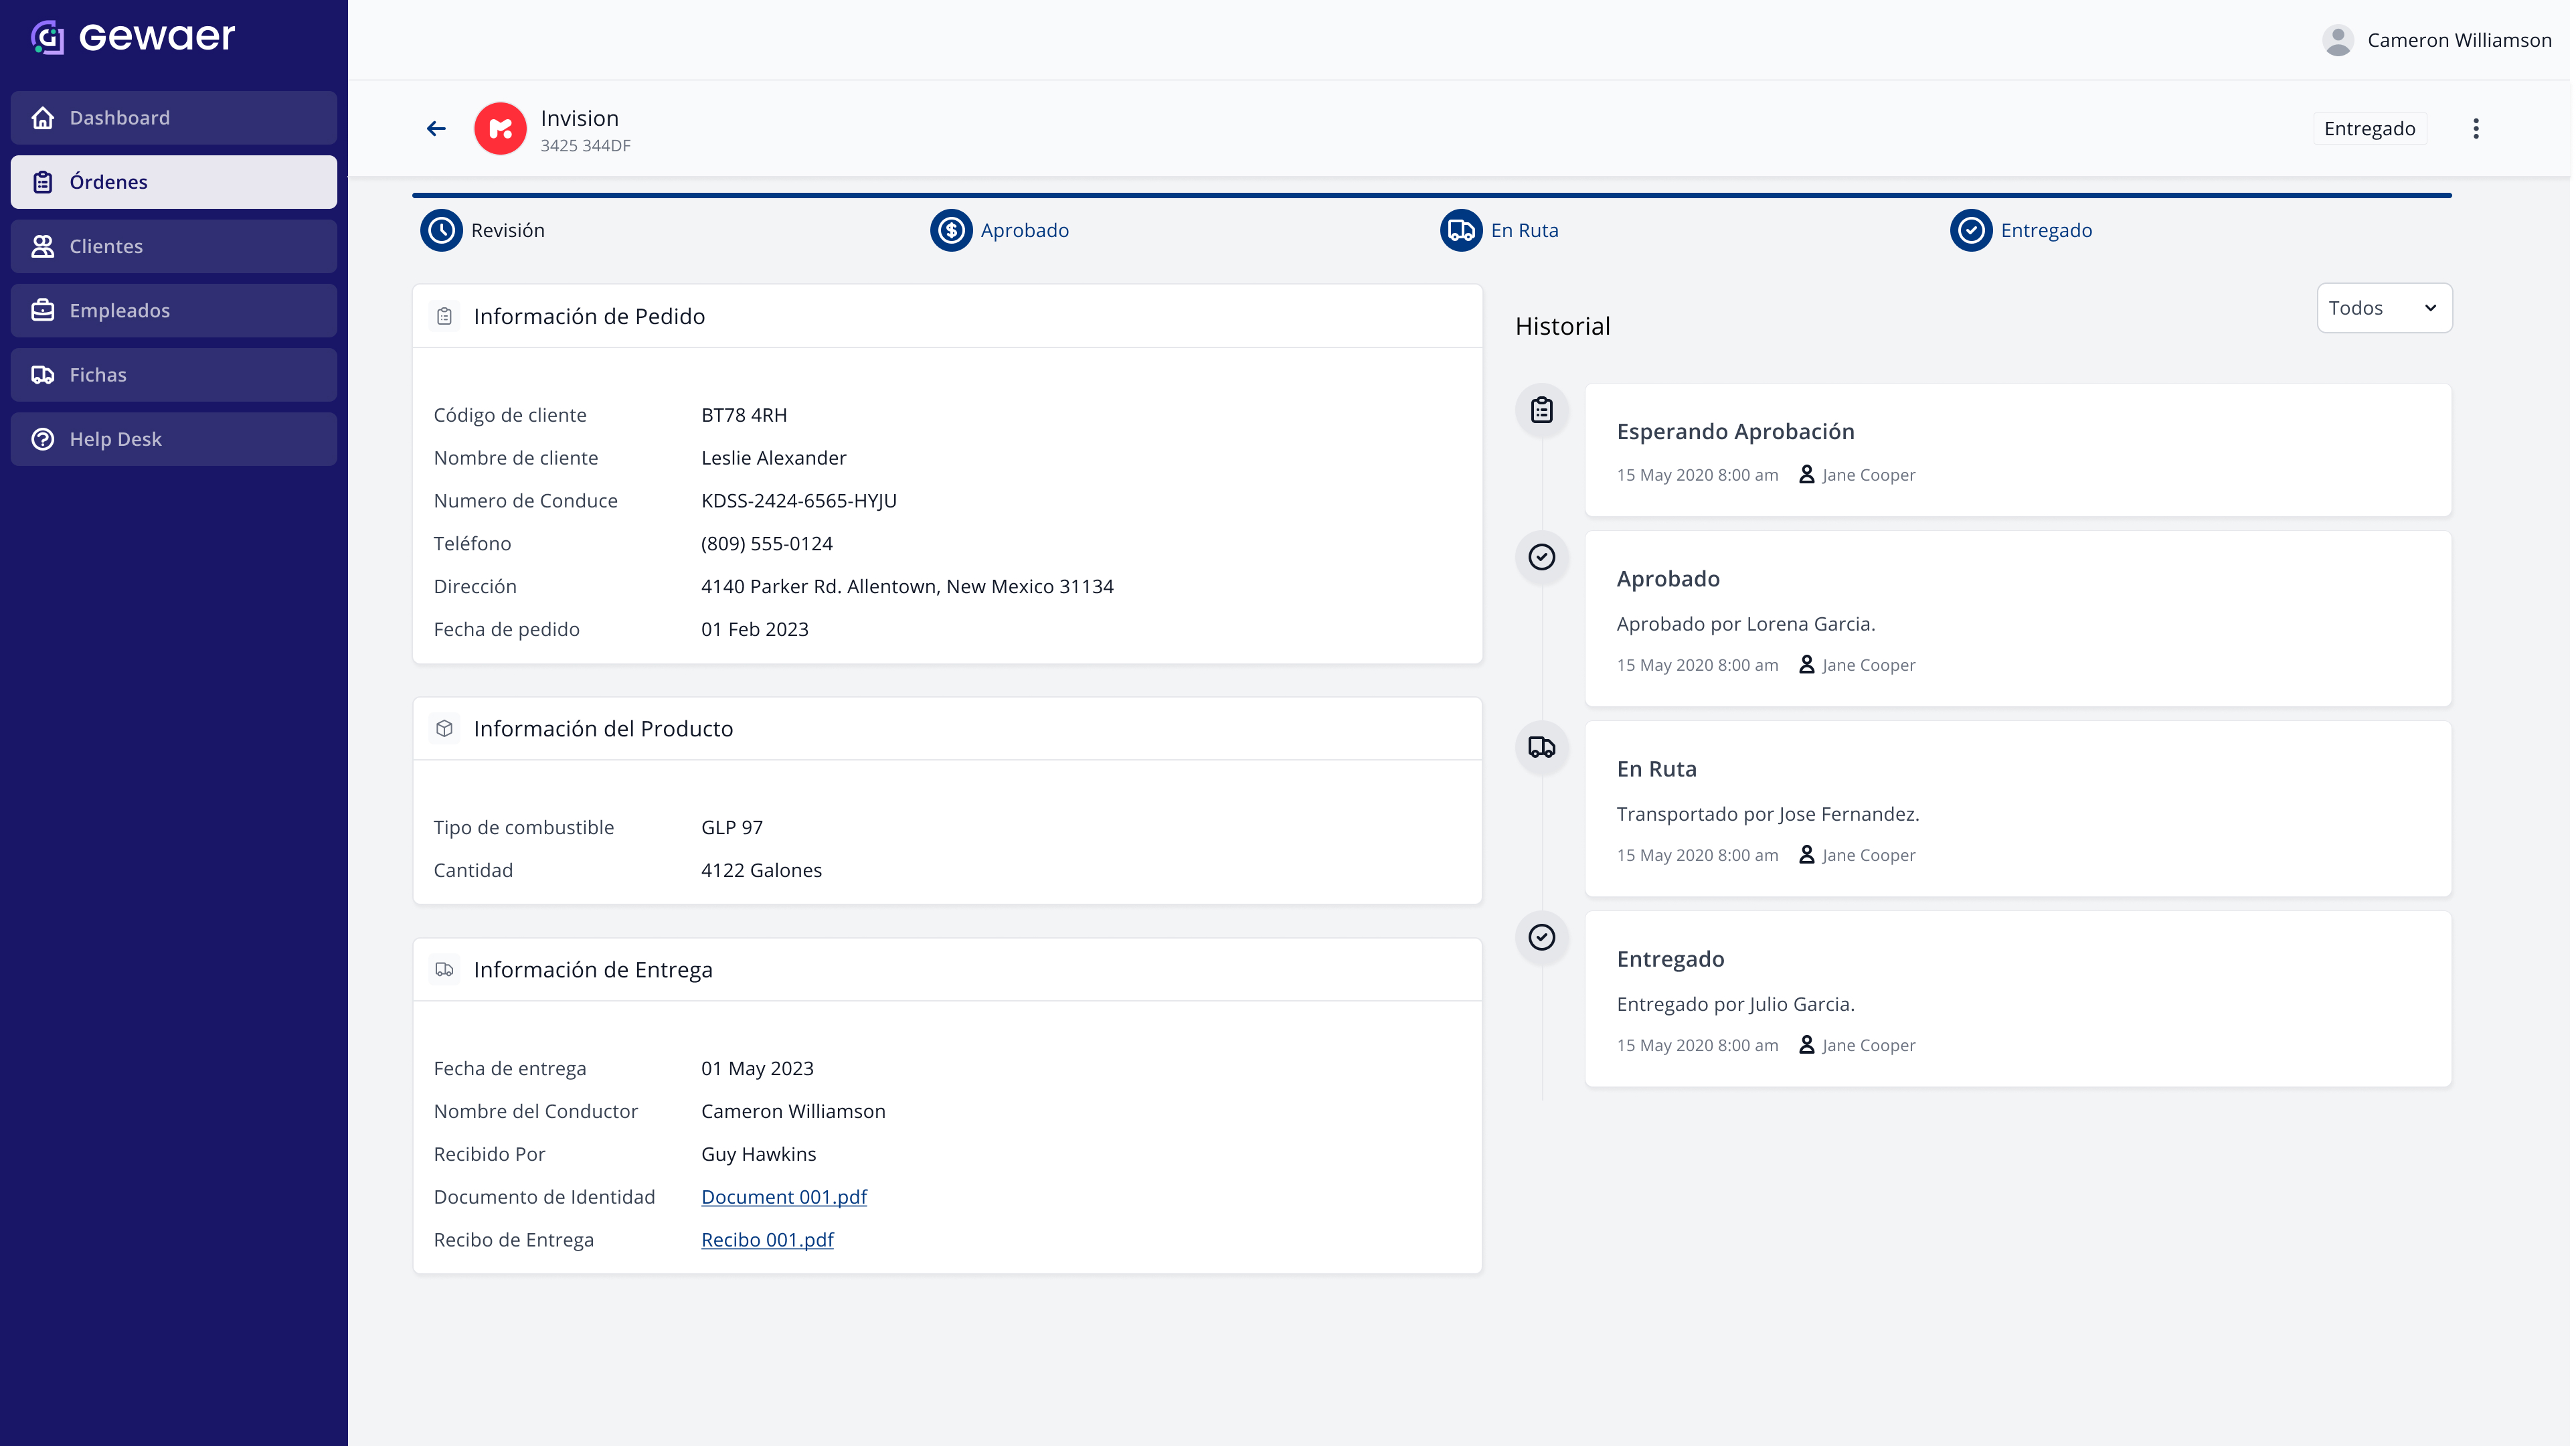 Gewaer
Dashboard
Órdenes
Clientes
Empleados
Fichas
Help Desk
Cameron Williamson
Invision
3425 344DF
Entregado
Revisión
Aprobado
En Ruta
Entregado
Información de Pedido
Código de cliente BT78 4RH
Nombre de cliente Leslie Alexander
Numero de Conduce KDSS-2424-6565-HYJU
Teléfono (809) 555-0124
Dirección 4140 Parker Rd. Allentown, New Mexico 31134
Fecha de pedido 01 Feb 2023
Información del Producto
Tipo de combustible GLP 97
Cantidad 4122 Galones
Información de Entrega
Fecha de entrega 01 May 2023
Nombre del Conductor Cameron Williamson
Recibido Por Guy Hawkins
Documento de Identidad Document 001.pdf
Recibo de Entrega Recibo 001.pdf
Historial
Todos
Esperando Aprobación
15 May 2020 8:00 am Jane Cooper
Aprobado
Aprobado por Lorena Garcia.
15 May 2020 8:00 am Jane Cooper
En Ruta
Transportado por Jose Fernandez.
15 May 2020 8:00 am Jane Cooper
Entregado
Entregado por Julio Garcia.
15 May 2020 8:00 am Jane Cooper